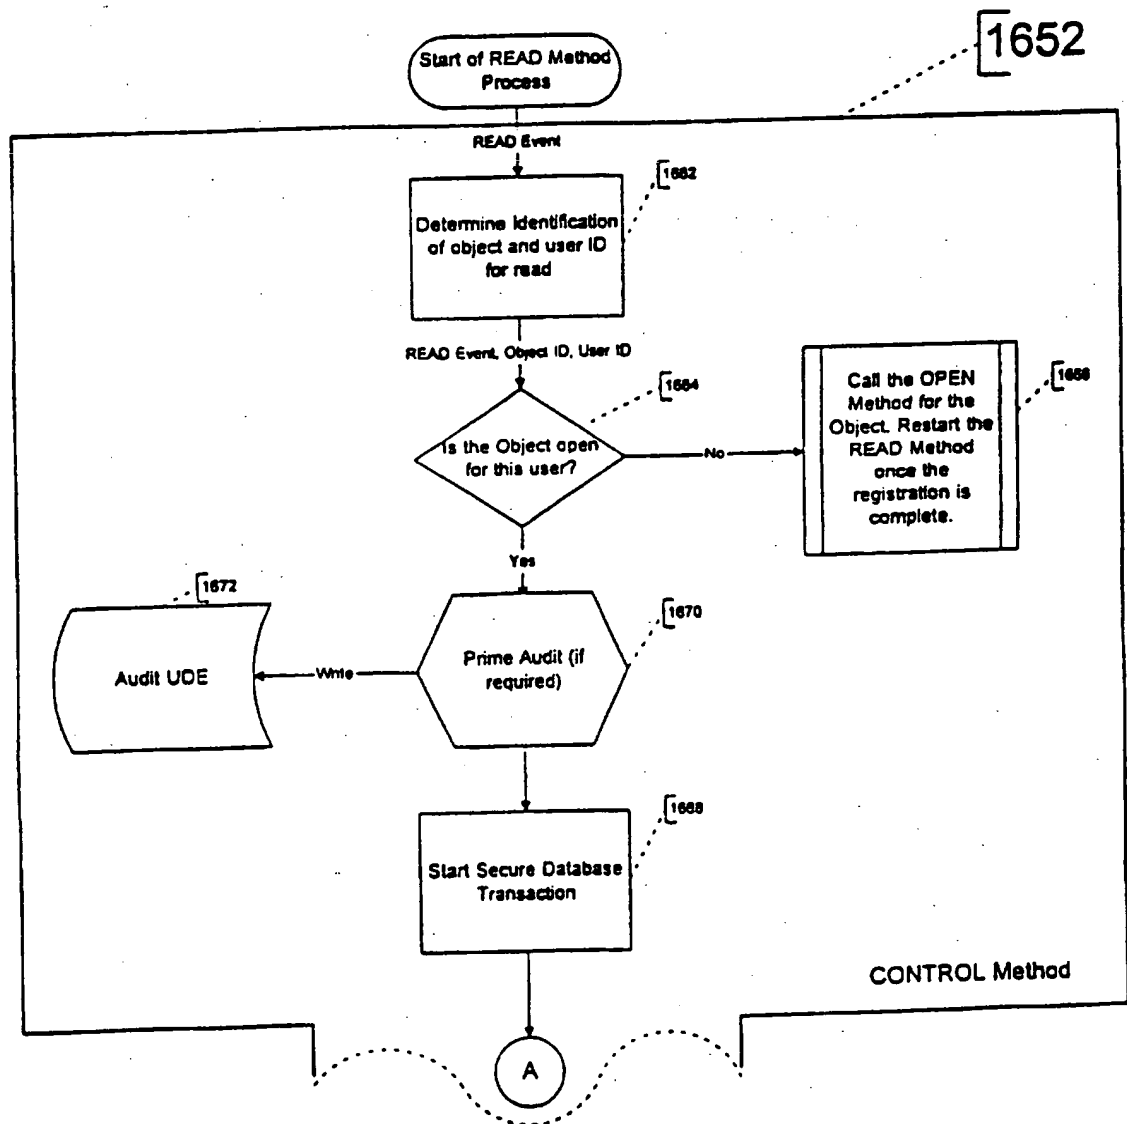 1652
Start of READ Method
Process
READ Event
1662
Determine Identification
of object and user ID
for read
READ Event, Object ID, User ID
1664
Is the Object open
for this user?
No
Call the OPEN
Method for the
Object. Restart the
READ Method
once the
registration is
complete.
Yes
1672
1670
Audit UDE
Write
Prime Audit (if
required)
1668
Start Secure Database
Transaction
CONTROL Method
A